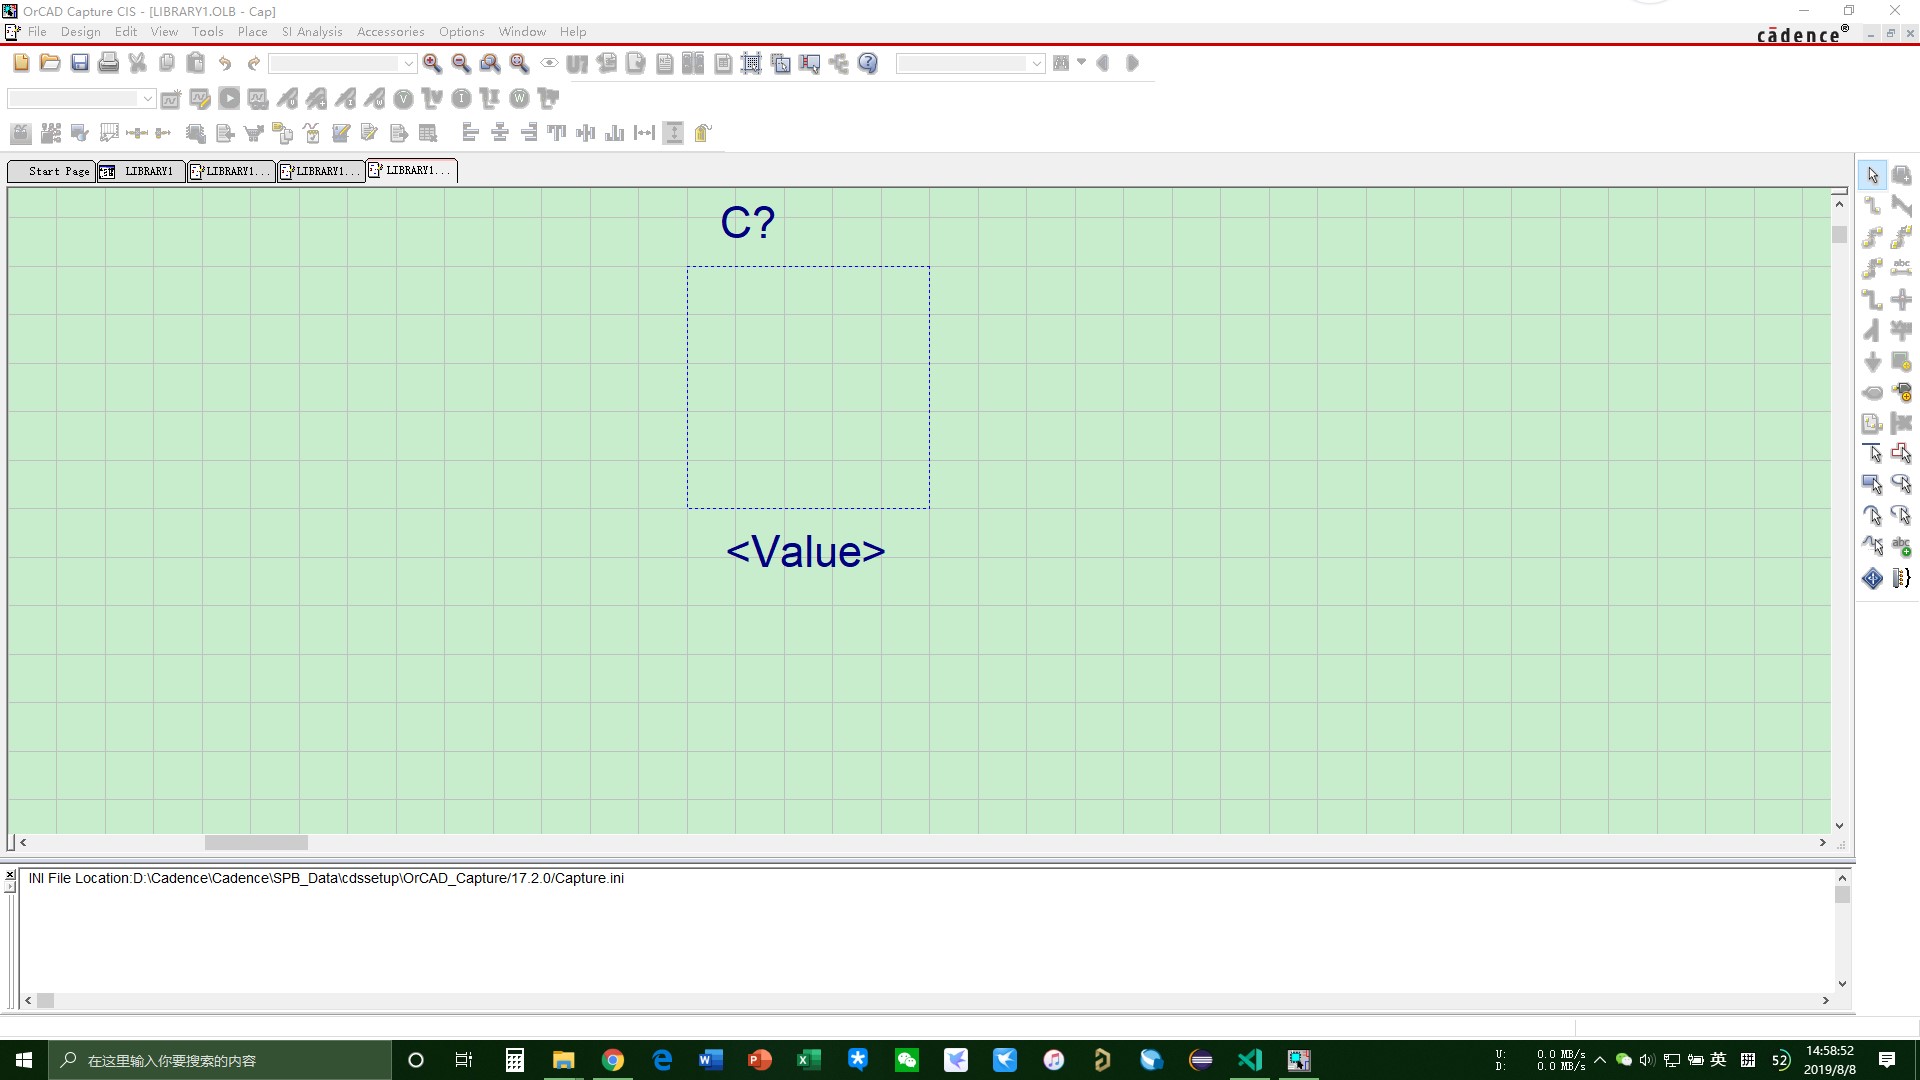 OrCAD Capture CIS - [LIBRARY1.OLB - Cap]
File Design Edit View Tools Place SI Analysis Accessories Options Window Help
cādence®
Start Page LIBRARY1 LIBRARY1... LIBRARY1... LIBRARY1...
C?
<Value>
INI File Location:D:\Cadence\Cadence\SPB_Data\cdssetup\OrCAD_Capture/17.2.0/Capture.ini
在这里输入你要搜索的内容
U: 0.0 MB/s
D: 0.0 MB/s
英
拼
52
14:58:52
2019/8/8